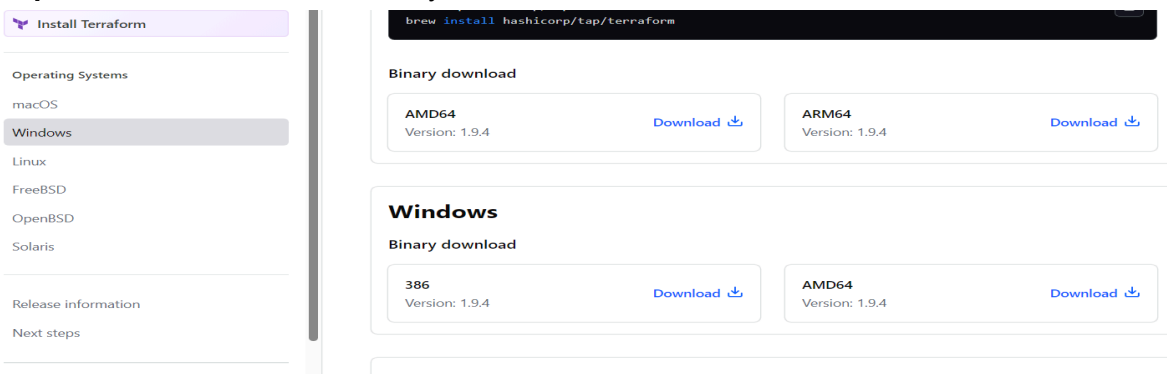 Install Terraform
Operating Systems
macOS
Windows
Linux
FreeBSD
OpenBSD
Solaris
Release information
Next steps
brew install hashicorp/tap/terraform
Binary download
AMD64
Version: 1.9.4
Download
ARM64
Version: 1.9.4
Download
Windows
Binary download
386
Version: 1.9.4
Download
AMD64
Version: 1.9.4
Download